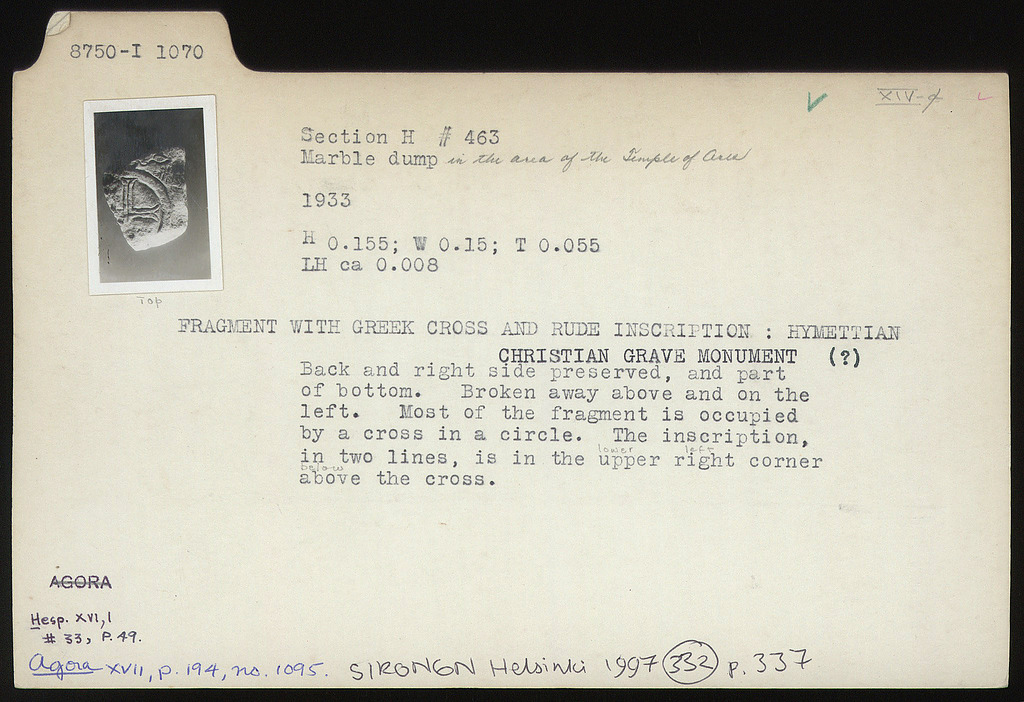 8750-I 1070
XIV-
Section H # 463
Marble dump in the area of the Temple of Ares
1933
H 0.155; W 0.15; T 0.055
LH ca 0.008
Top
FRAGMENT WITH GREEK CROSS AND RUDE INSCRIPTION : HYMETTIAN
CHRISTIAN GRAVE MONUMENT (?)
Back and right side preserved, and part
of bottom. Broken away above and on the
left. Most of the fragment is occupied
by a cross in a circle. The inscription,
lower left
in two lines, is in the upper right corner
below
above the cross.
AGORA
Hesp. XVI, 1
# 33, P. 49.
Agora XVII, p. 194, no. 1095. SIRONEN Helsinki 1997 332 p. 337